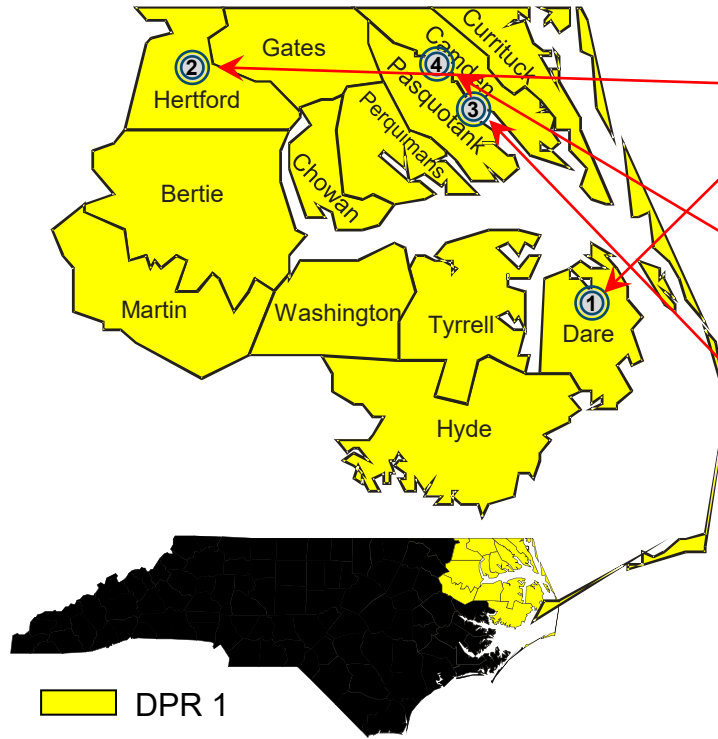 Gates
Camden
Currituck
2
4
Hertford
Pasquotank
3
Perquimans
Chowan
Bertie
Martin
Washington
Tyrrell
1
Dare
Hyde
DPR 1